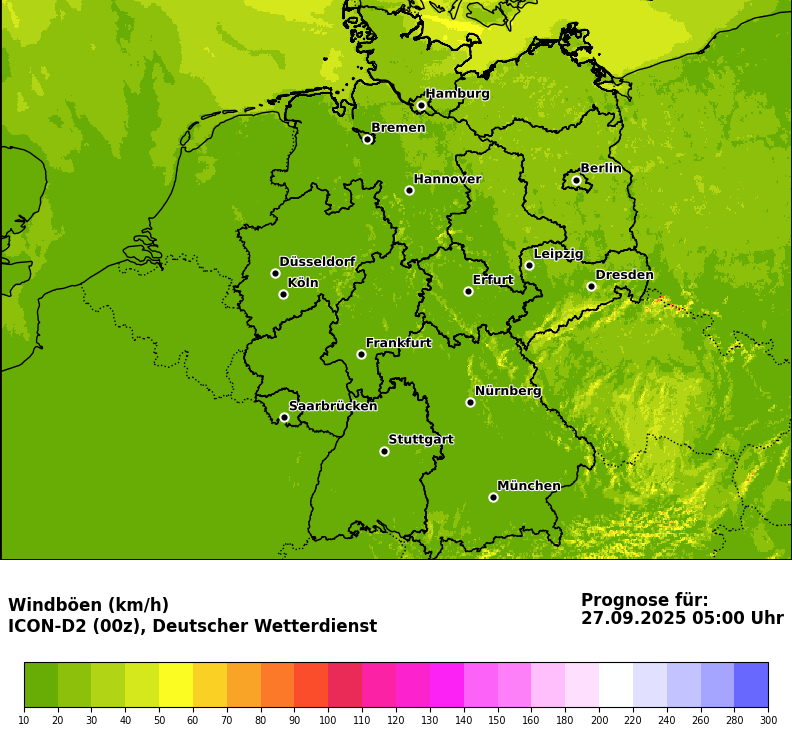 Hamburg
Bremen
Berlin
Hannover
Leipzig
Düsseldorf
Dresden
Erfurt
Köln
Frankfurt
Nürnberg
Saarbrücken
Stuttgart
München
Windböen (km/h)
ICON-D2 (00z), Deutscher Wetterdienst
Prognose für:
27.09.2025 05:00 Uhr
10 20 30 40 50 60 70 80 90 100 110 120 130 140 150 160 180 200 220 240 260 280 300